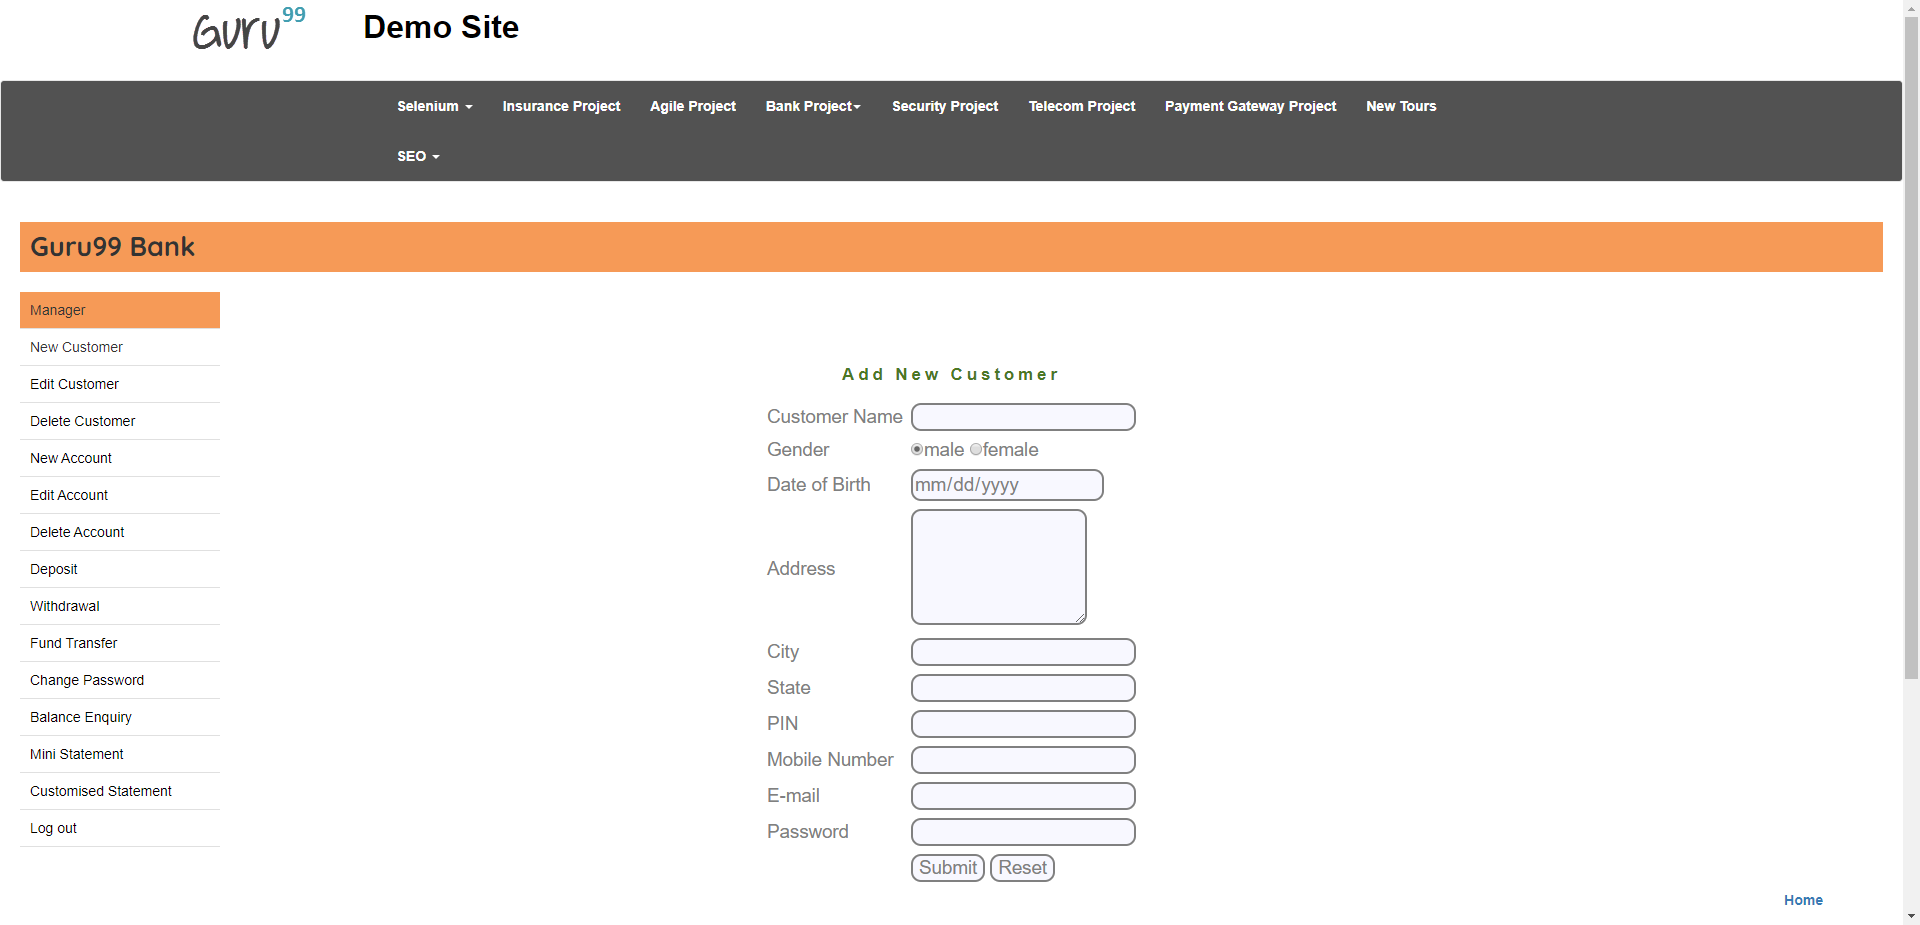 Guru99
Demo Site
Selenium
Insurance Project
Agile Project
Bank Project
Security Project
Telecom Project
Payment Gateway Project
New Tours
SEO
Guru99 Bank
Manager
New Customer
Edit Customer
Delete Customer
New Account
Edit Account
Delete Account
Deposit
Withdrawal
Fund Transfer
Change Password
Balance Enquiry
Mini Statement
Customised Statement
Log out
Add New Customer
Customer Name
Gender male female
Date of Birth mm/dd/yyyy
Address
City
State
PIN
Mobile Number
E-mail
Password
Submit Reset
Home